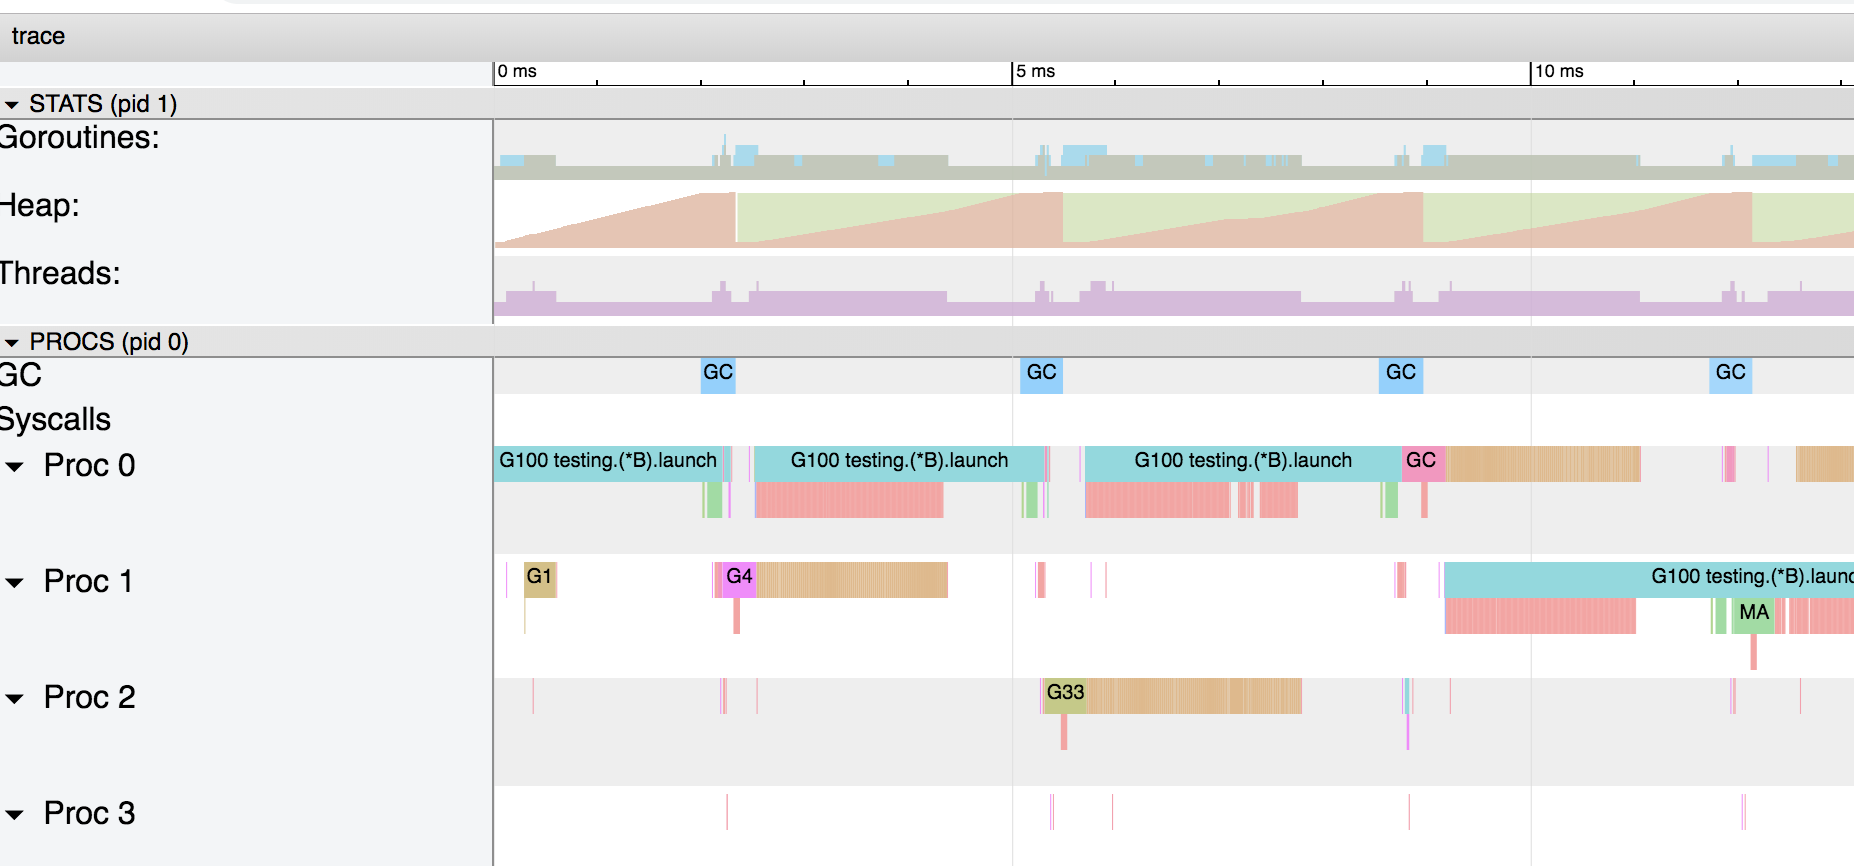 trace
0 ms 5 ms 10 ms
STATS (pid 1)
Goroutines:
Heap:
Threads:
PROCS (pid 0)
GC GC GC GC GC
Syscalls
Proc 0 G100 testing.(*B).launch G100 testing.(*B).launch G100 testing.(*B).launch GC
Proc 1 G1 G4 G100 testing.(*B).launc
MA
Proc 2 G33
Proc 3